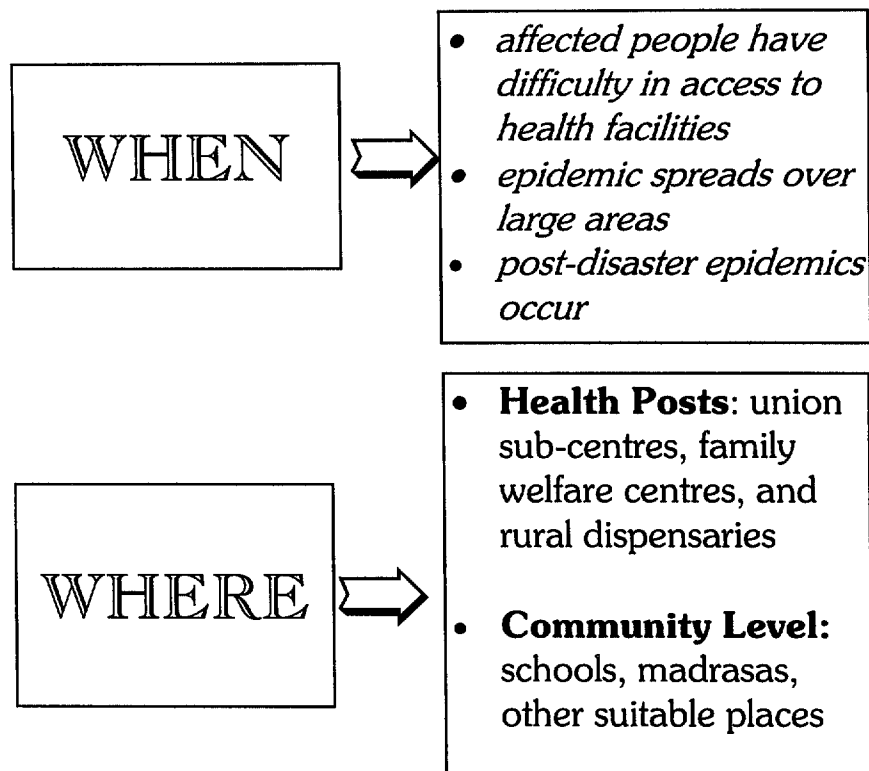 WHEN
• affected people have
difficulty in access to
health facilities
• epidemic spreads over
large areas
• post-disaster epidemics
occur
WHERE
• Health Posts: union
sub-centres, family
welfare centres, and
rural dispensaries
• Community Level:
schools, madrasas,
other suitable places